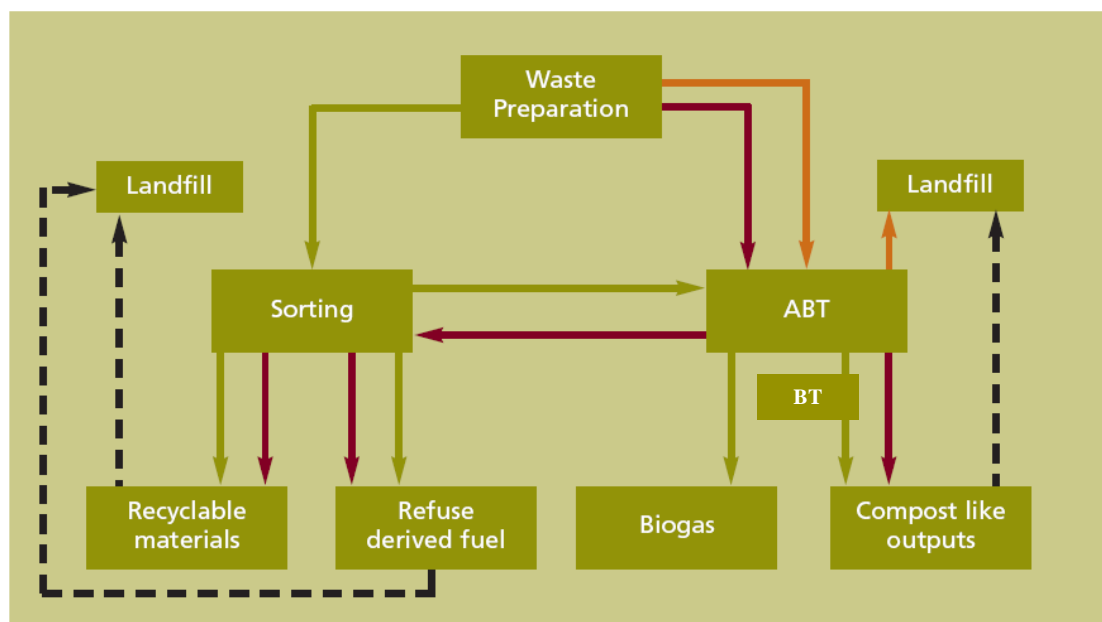 Waste
Preparation
Landfill
Landfill
Sorting
ABT
BT
Recyclable
materials
Refuse
derived fuel
Biogas
Compost like
outputs